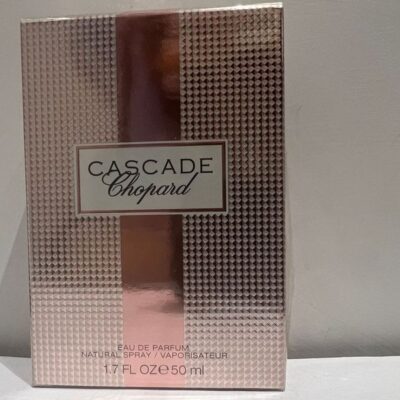 CASCADE
Chopard
EAU DE PARFUM
NATURAL SPRAY / VAPORISATEUR
1.7 FL OZ℮50 ml